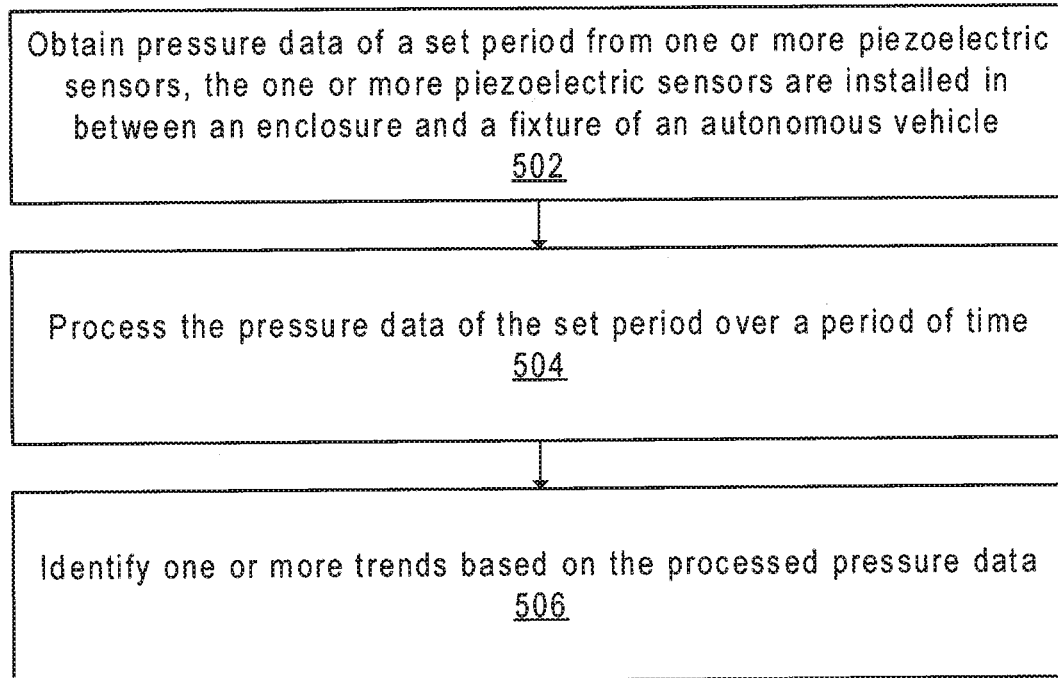 Obtain pressure data of a set period from one or more piezoelectric
sensors, the one or more piezoelectric sensors are installed in
between an enclosure and a fixture of an autonomous vehicle
502
Process the pressure data of the set period over a period of time
504
Identify one or more trends based on the processed pressure data
506